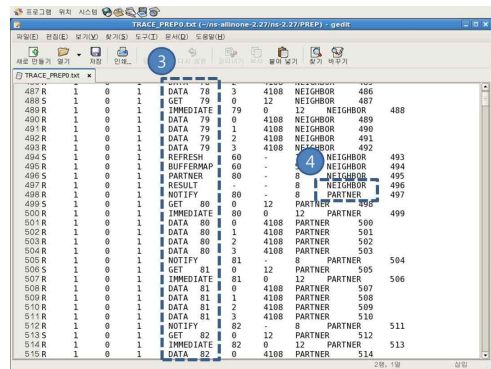 프로그램 위치 시스템
TRACE_PREP0.txt (~/ns-allinone-2.27/ns-2.27/PREP) - gedit
파일(F) 편집(E) 보기(V) 찾기(S) 도구(T) 문서(D) 도움말(H)
새로 만들기 열기 저장 인쇄... 복사 붙여 넣기 찾기 바꾸기
TRACE_PREP0.txt ×
3
487 R 1 0 1 DATA 78 3 4108 NEIGHBOR 486
488 S 1 0 1 GET 79 0 12 NEIGHBOR 487
489 R 1 0 1 IMMEDIATE 79 0 12 NEIGHBOR 488
490 R 1 0 1 DATA 79 0 4108 NEIGHBOR 489
491 R 1 0 1 DATA 79 1 4108 NEIGHBOR 490
492 R 1 0 1 DATA 79 2 4108 NEIGHBOR 491
493 R 1 0 1 DATA 79 3 4108 NEIGHBOR 492
494 S 1 0 1 REFRESH 60 - NEIGHBOR 493
495 S 1 0 1 BUFFERMAP 60 - NEIGHBOR 494
496 S 1 0 1 PARTNER 80 - 8 NEIGHBOR 495
4
497 R 1 0 1 RESULT - - 8 NEIGHBOR 496
498 R 1 0 1 NOTIFY 80 - 8 PARTNER 497
499 S 1 0 1 GET 80 0 12 PARTNER 498
500 R 1 0 1 IMMEDIATE 80 0 12 PARTNER 499
501 R 1 0 1 DATA 80 0 4108 PARTNER 500
502 R 1 0 1 DATA 80 1 4108 PARTNER 501
503 R 1 0 1 DATA 80 2 4108 PARTNER 502
504 R 1 0 1 DATA 80 3 4108 PARTNER 503
505 R 1 0 1 NOTIFY 81 - 8 PARTNER 504
506 S 1 0 1 GET 81 0 12 PARTNER 505
507 R 1 0 1 IMMEDIATE 81 0 12 PARTNER 506
508 R 1 0 1 DATA 81 0 4108 PARTNER 507
509 R 1 0 1 DATA 81 1 4108 PARTNER 508
510 R 1 0 1 DATA 81 2 4108 PARTNER 509
511 R 1 0 1 DATA 81 3 4108 PARTNER 510
512 R 1 0 1 NOTIFY 82 - 8 PARTNER 511
513 S 1 0 1 GET 82 0 12 PARTNER 512
514 R 1 0 1 IMMEDIATE 82 0 12 PARTNER 513
515 R 1 0 1 DATA 82 0 4108 PARTNER 514
2행, 1열 삽입